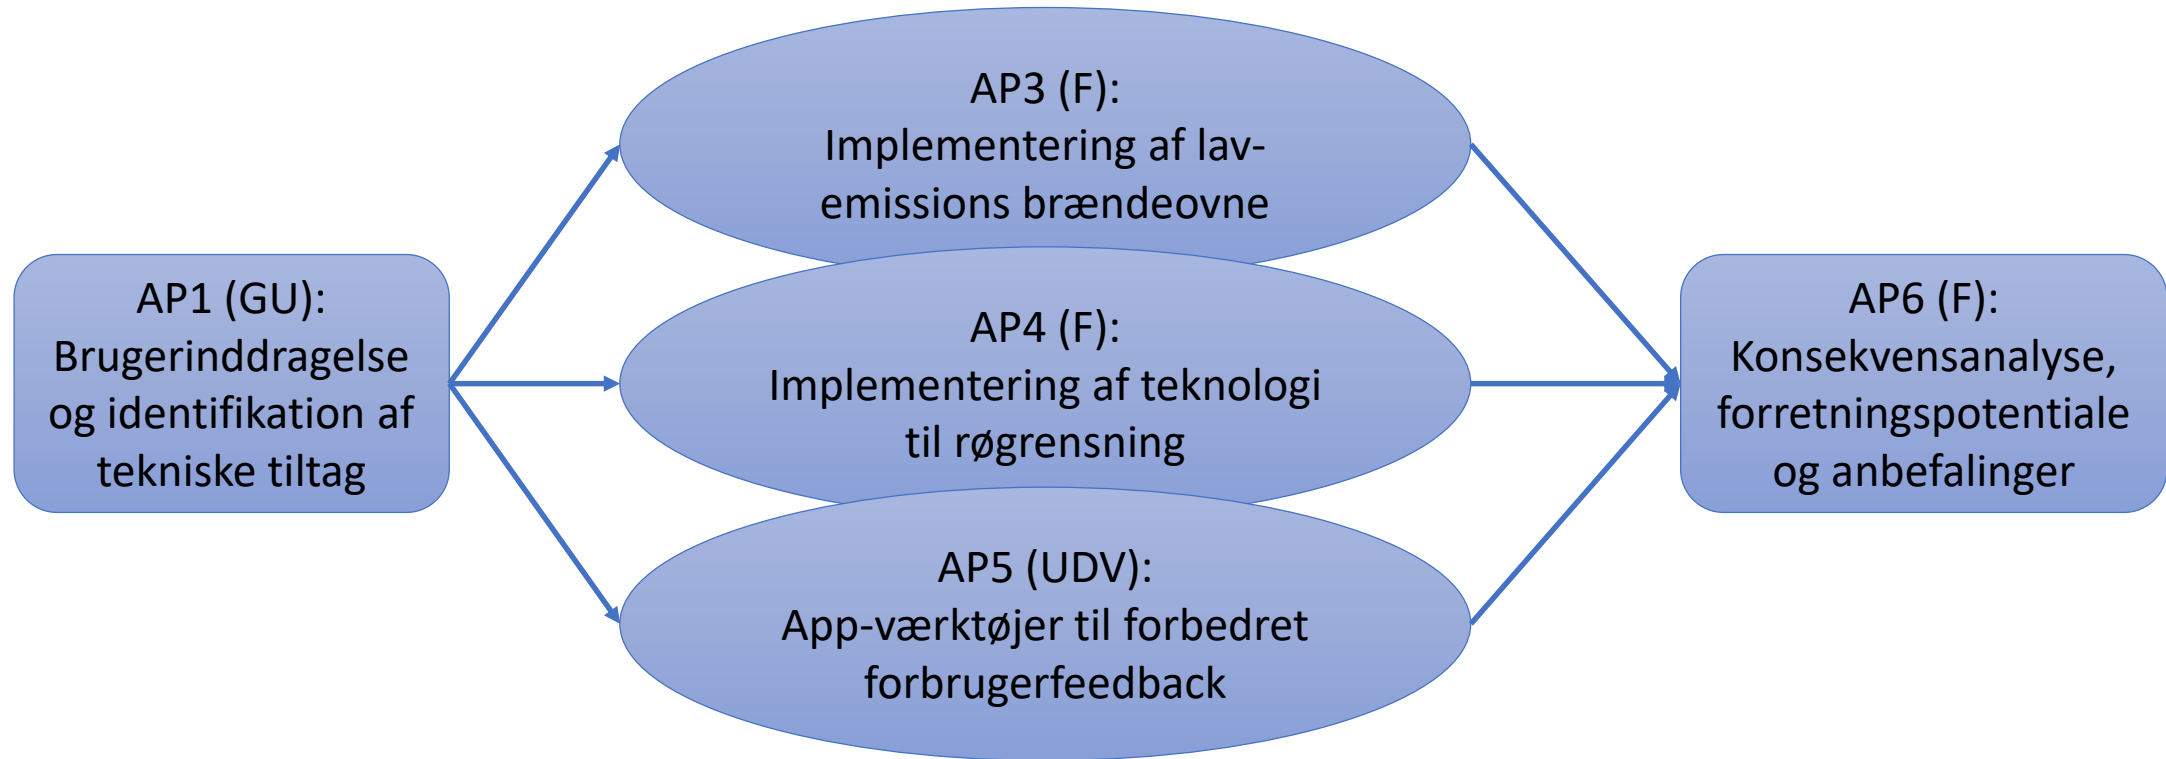 AP1 (GU):
Brugerinddragelse
og identifikation af
tekniske tiltag
AP3 (F):
Implementering af lav-
emissions brændeovne
AP4 (F):
Implementering af teknologi
til røgrensning
AP5 (UDV):
App-værktøjer til forbedret
forbrugerfeedback
AP6 (F):
Konsekvensanalyse,
forretningspotentiale
og anbefalinger